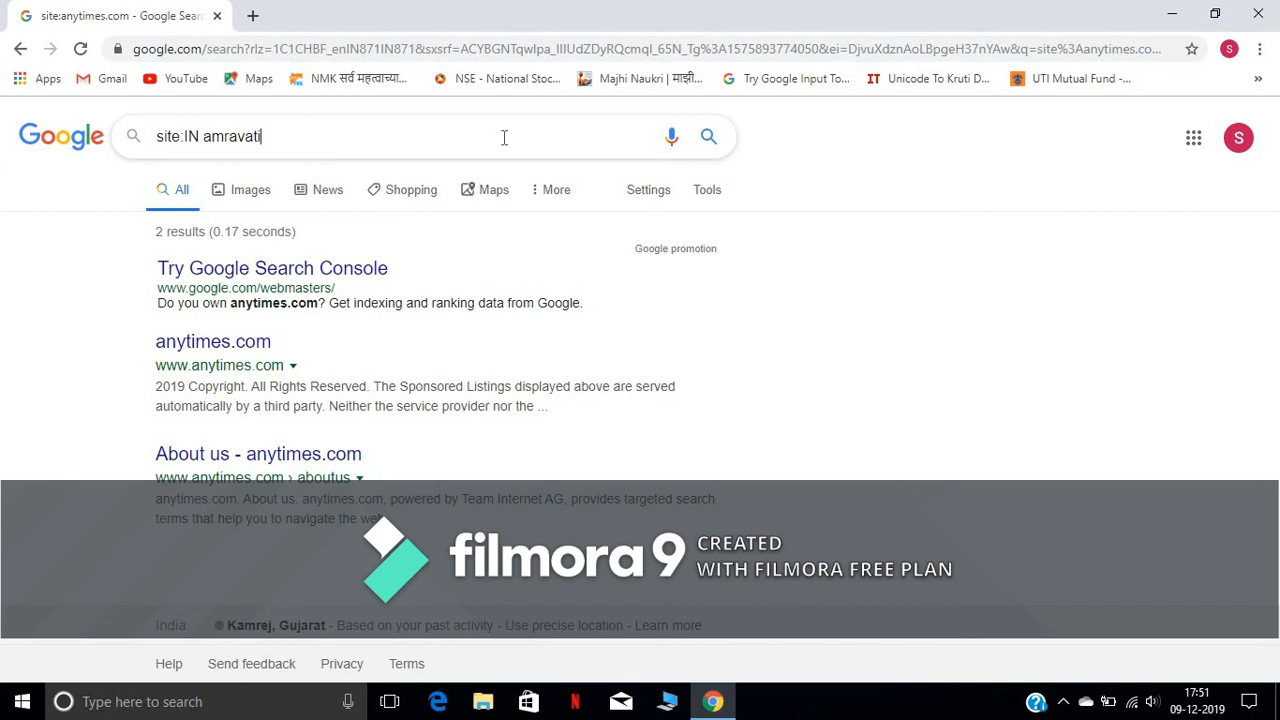 site:anytimes.com - Google Sear
google.com/search?rlz=1C1CHBF_enIN871IN871&sxsrf=ACYBGNTqwIpa_IIIUdZDyRQcmqI_65N_Tg%3A1575893774050&ei=DjvuXdznAoLBpgeH37nYAw&q=site%3Aanytimes.co...
S
Apps
Gmail
YouTube
Maps
NMK सर्व महत्वाच्या...
NSE - National Stoc...
Majhi Naukri | माझी...
Try Google Input To...
IT Unicode To Kruti D...
UTI Mutual Fund -...
»
Google
site:IN amravati
S
All
Images
News
Shopping
Maps
More
Settings
Tools
2 results (0.17 seconds)
Google promotion
Try Google Search Console
www.google.com/webmasters/
Do you own anytimes.com? Get indexing and ranking data from Google.
anytimes.com
www.anytimes.com
2019 Copyright. All Rights Reserved. The Sponsored Listings displayed above are served
automatically by a third party. Neither the service provider nor the ...
About us - anytimes.com
www.anytimes.com › aboutus
anytimes.com. About us. anytimes.com, powered by Team Internet AG, provides targeted search
terms that help you to navigate the we
filmora 9
CREATED
WITH FILMORA FREE PLAN
India
Kamrej, Gujarat - Based on your past activity - Use precise location - Learn more
Help
Send feedback
Privacy
Terms
Type here to search
17:51
09-12-2019